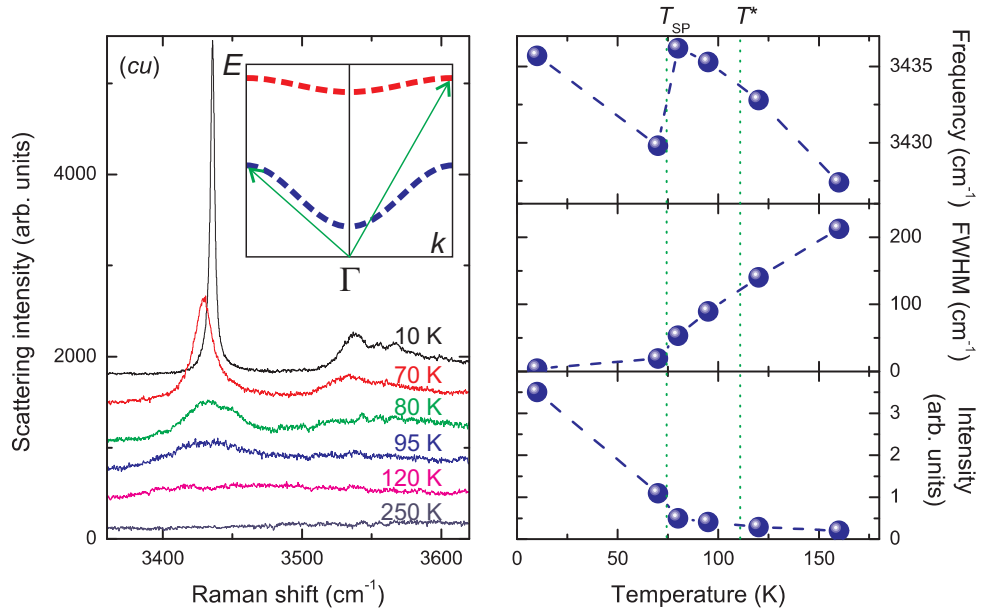 (cu)
E
k
Γ
4000
2000
0
10 K
70 K
80 K
95 K
120 K
250 K
3400
3500
3600
Raman shift (cm⁻¹)
Scattering intensity (arb. units)
T_SP
T*
3435
3430
Frequency (cm⁻¹)
200
100
0
FWHM (cm⁻¹)
3
2
1
0
Intensity
(arb. units)
0
50
100
150
Temperature (K)